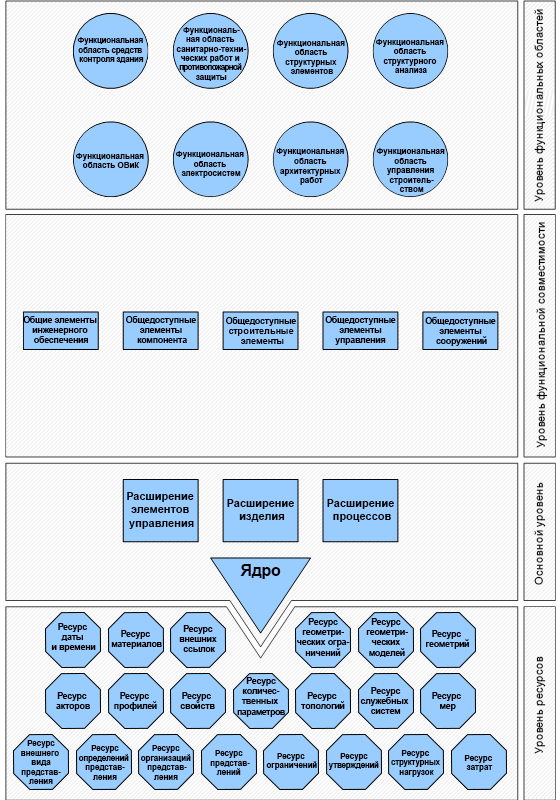 Функциональная
область средств
контроля здания
Функциональ-
ная область
санитарно-техни-
ческих работ и
противопожарной
защиты
Функциональная
область
структурных
элементов
Функциональная
область
структурного
анализа
Функциональная
область ОВиК
Функциональная
область
электросистем
Функциональная
область
архитектурных
работ
Функциональная
область
управления
строитель-
ством
Уровень функциональных областей
Общие элементы
инженерного
обеспечения
Общедоступные
элементы
компонента
Общедоступные
строительные
элементы
Общедоступные
элементы
управления
Общедоступные
элементы
сооружений
Уровень функциональной совместимости
Расширение
элементов
управления
Расширение
изделия
Расширение
процессов
Ядро
Основной уровень
Ресурс
даты
и времени
Ресурс
материалов
Ресурс
внешних
ссылок
Ресурс
геометри-
ческих огра-
ничений
Ресурс
геометри-
ческих
моделей
Ресурс
геометрий
Ресурс
акторов
Ресурс
профилей
Ресурс
свойств
Ресурс
количес-
твенных
параметров
Ресурс
топологий
Ресурс
служебных
систем
Ресурс
мер
Ресурс
внешнего
вида
представ-
ления
Ресурс
определений
представ-
ления
Ресурс
организаций
представ-
ления
Ресурс
представ-
лений
Ресурс
ограничений
Ресурс
утверждений
Ресурс
структурных
нагрузок
Ресурс
затрат
Уровень ресурсов